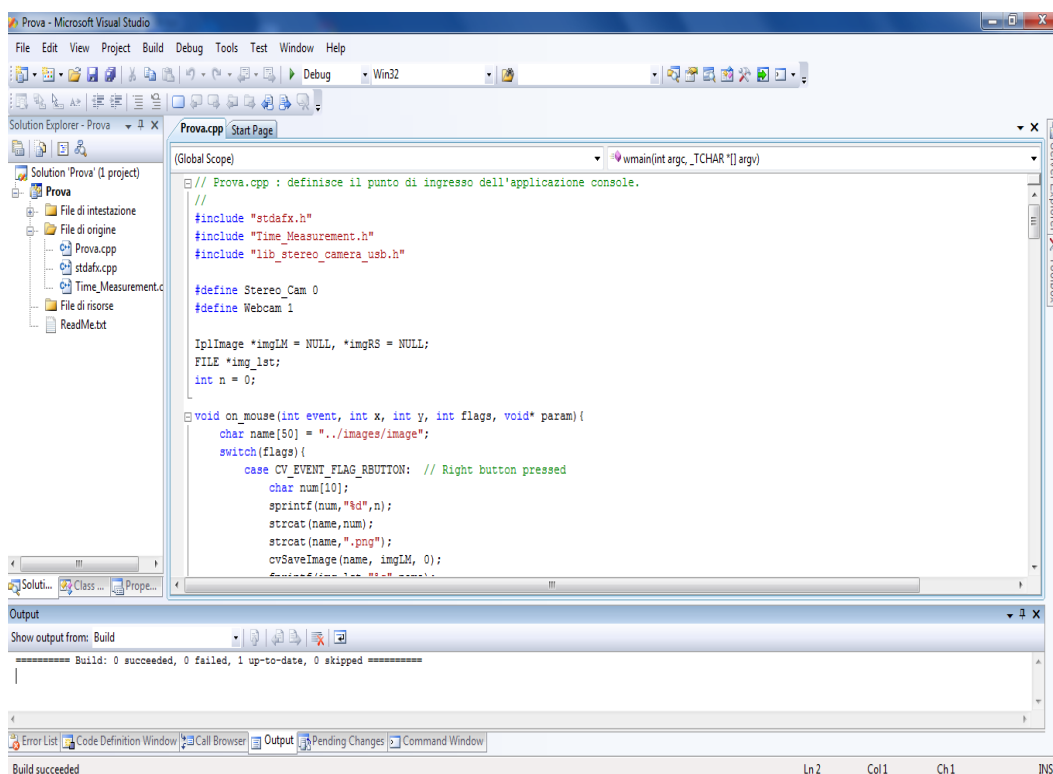 Prova - Microsoft Visual Studio
File Edit View Project Build Debug Tools Test Window Help
Debug Win32
Solution Explorer - Prova
Prova.cpp Start Page
(Global Scope) wmain(int argc, _TCHAR *[] argv)
Solution 'Prova' (1 project)
Prova
File di intestazione
File di origine
Prova.cpp
stdafx.cpp
Time_Measurement.c
File di risorse
ReadMe.txt
// Prova.cpp : definisce il punto di ingresso dell'applicazione console.
//
#include "stdafx.h"
#include "Time_Measurement.h"
#include "lib_stereo_camera_usb.h"
#define Stereo_Cam 0
#define Webcam 1
IplImage *imgLM = NULL, *imgRS = NULL;
FILE *img_lst;
int n = 0;
void on_mouse(int event, int x, int y, int flags, void* param){
char name[50] = "../images/image";
switch(flags){
case CV_EVENT_FLAG_RBUTTON: // Right button pressed
char num[10];
sprintf(num,"%d",n);
strcat(name,num);
strcat(name,".png");
cvSaveImage(name, imgLM, 0);
Soluti... Class ... Prope...
Toolbox
Output
Show output from: Build
========== Build: 0 succeeded, 0 failed, 1 up-to-date, 0 skipped ==========
Error List Code Definition Window Call Browser Output Pending Changes Command Window
Build succeeded Ln 2 Col 1 Ch 1 INS